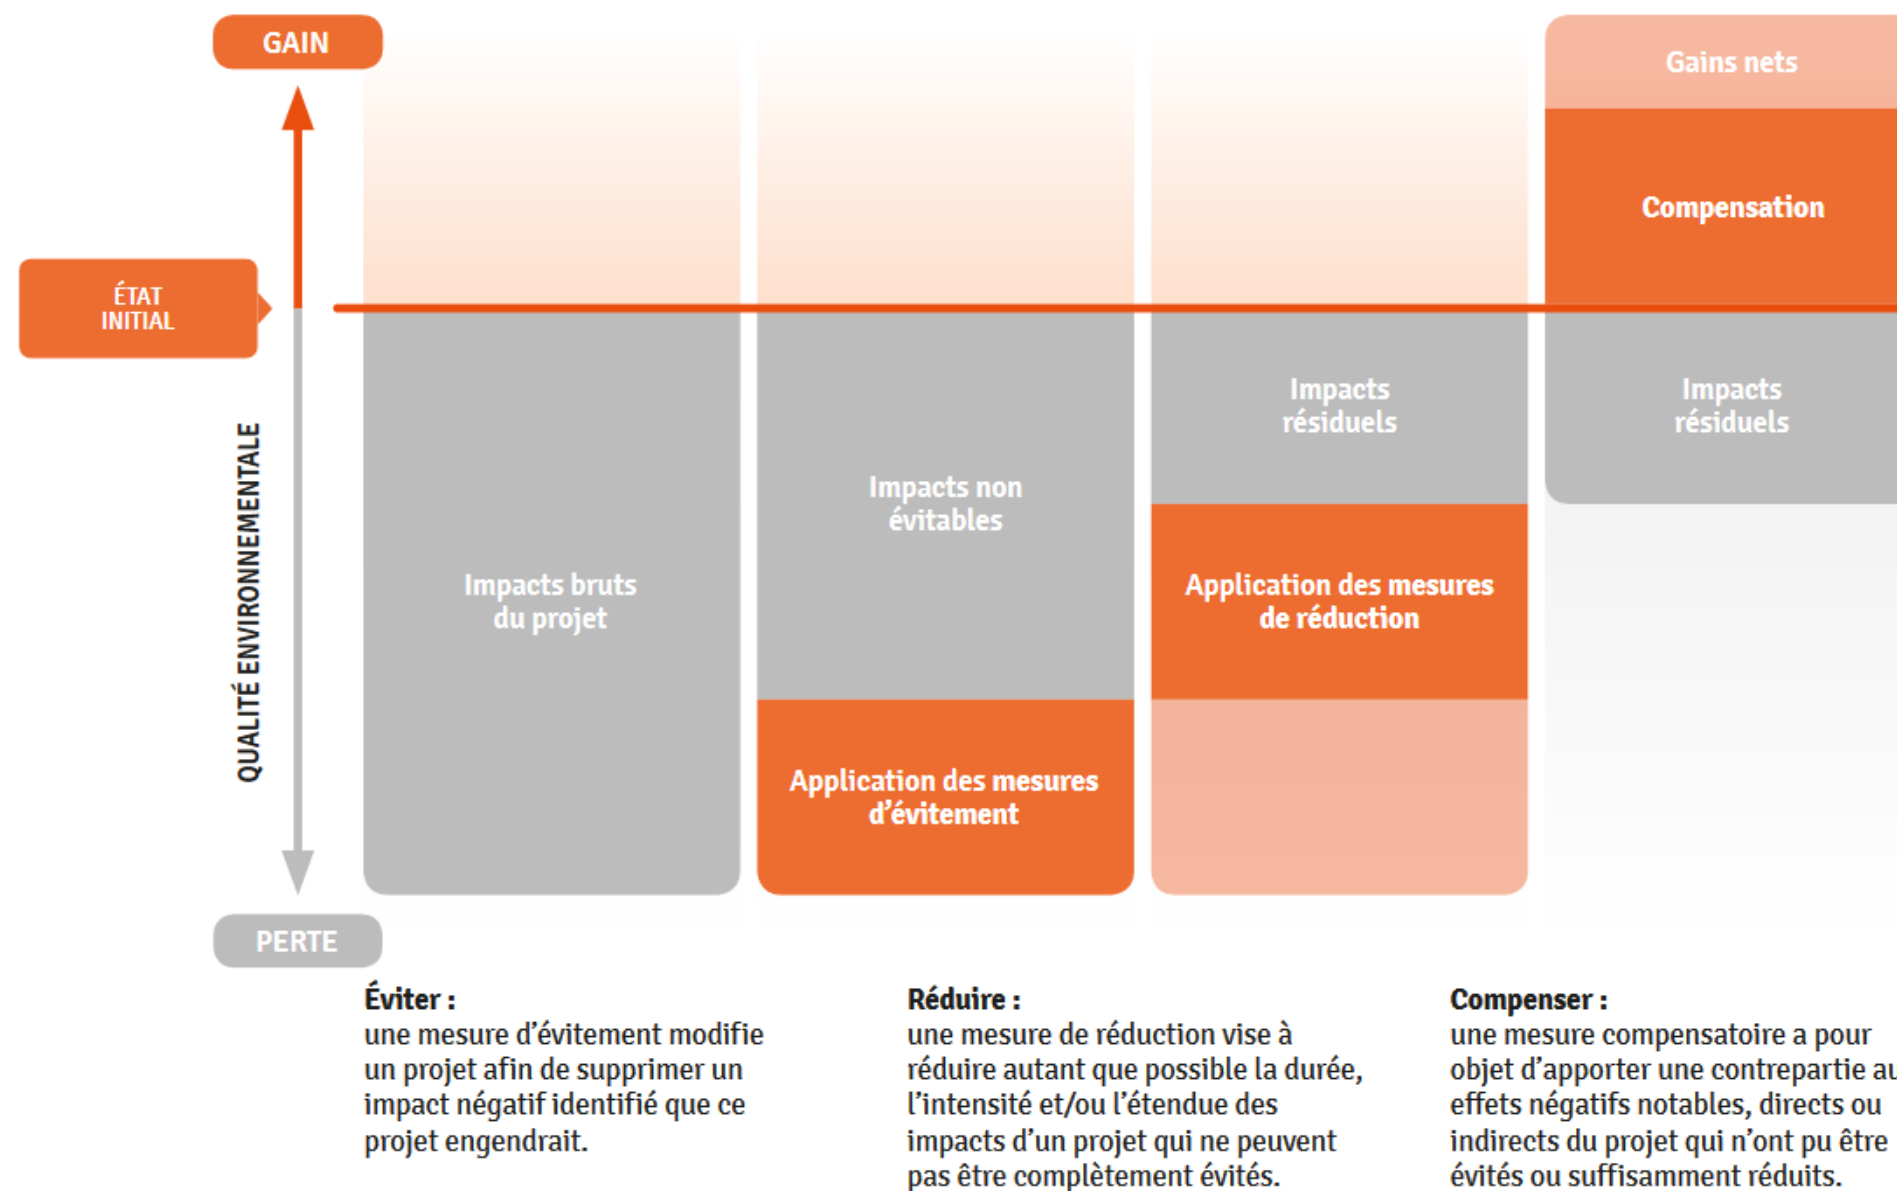 GAIN
Gains nets
Compensation
ÉTAT
INITIAL
QUALITÉ ENVIRONNEMENTALE
Impacts bruts
du projet
Impacts non
évitables
Application des mesures
d’évitement
Impacts
résiduels
Application des mesures
de réduction
Impacts
résiduels
PERTE
Éviter :
une mesure d’évitement modifie
un projet afin de supprimer un
impact négatif identifié que ce
projet engendrait.
Réduire :
une mesure de réduction vise à
réduire autant que possible la durée,
l’intensité et/ou l’étendue des
impacts d’un projet qui ne peuvent
pas être complètement évités.
Compenser :
une mesure compensatoire a pour
objet d’apporter une contrepartie au
effets négatifs notables, directs ou
indirects du projet qui n’ont pu être
évités ou suffisamment réduits.